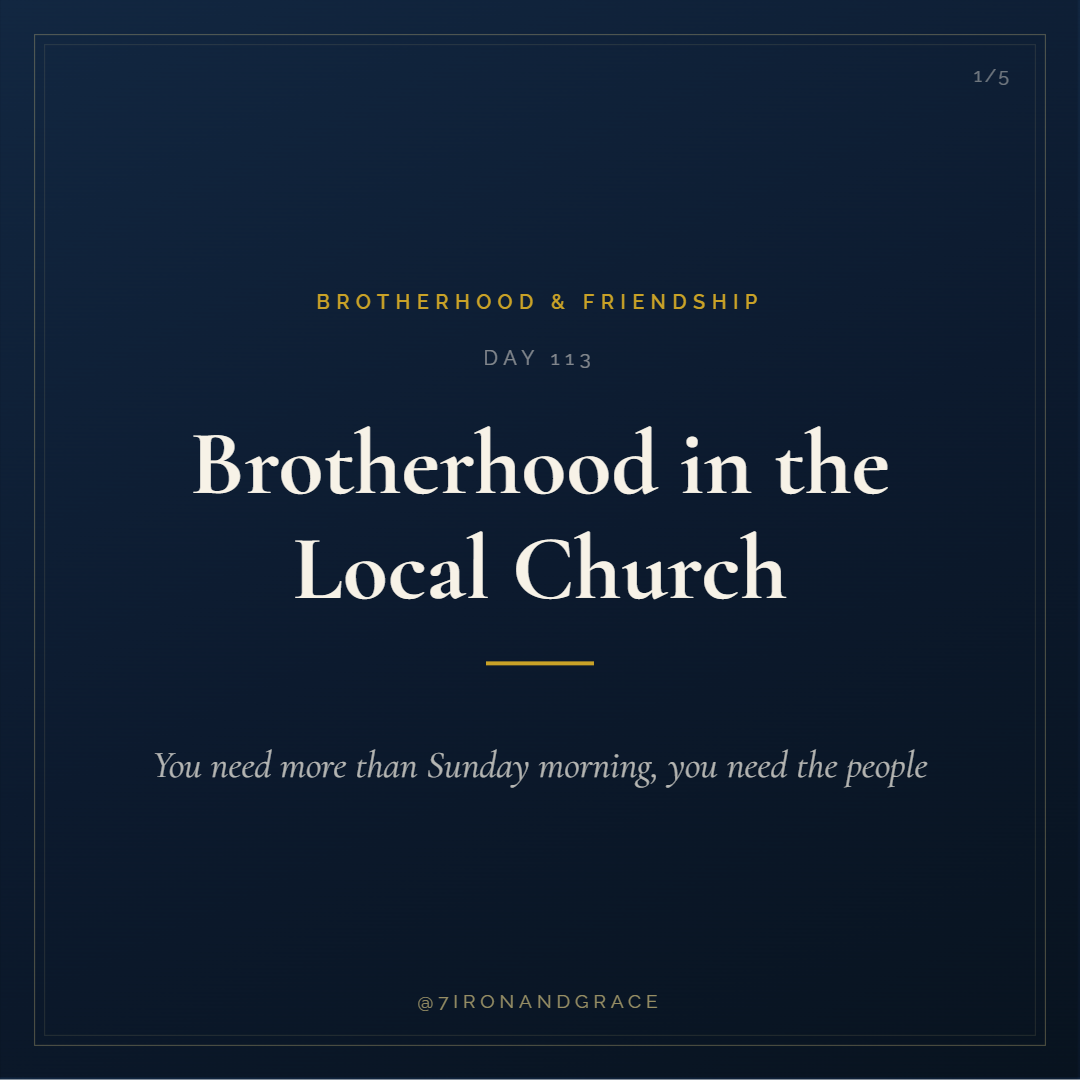 1/5
BROTHERHOOD & FRIENDSHIP
DAY 113
Brotherhood in the
Local Church
You need more than Sunday morning, you need the people
@7IRONANDGRACE